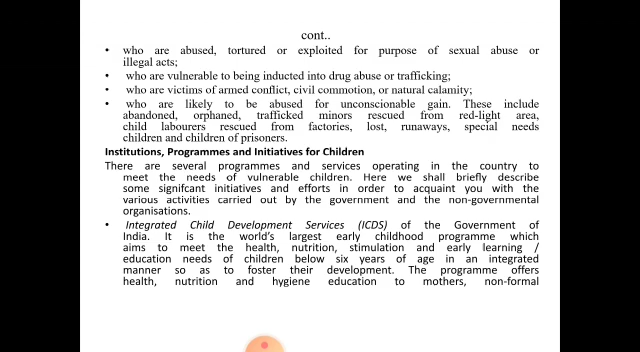 cont..
• who are abused, tortured or exploited for purpose of sexual abuse or
illegal acts;
• who are vulnerable to being inducted into drug abuse or trafficking;
• who are victims of armed conflict, civil commotion, or natural calamity;
• who are likely to be abused for unconscionable gain. These include
abandoned, orphaned, trafficked minors rescued from red-light area,
child labourers rescued from factories, lost, runaways, special needs
children and children of prisoners.
Institutions, Programmes and Initiatives for Children
There are several programmes and services operating in the country to
meet the needs of vulnerable children. Here we shall briefly describe
some signifcant initiatives and efforts in order to acquaint you with the
various activities carried out by the government and the non-governmental
organisations.
• Integrated Child Development Services (ICDS) of the Government of
India. It is the world's largest early childhood programme which
aims to meet the health, nutrition, stimulation and early learning /
education needs of children below six years of age in an integrated
manner so as to foster their development. The programme offers
health, nutrition and hygiene education to mothers, non-formal